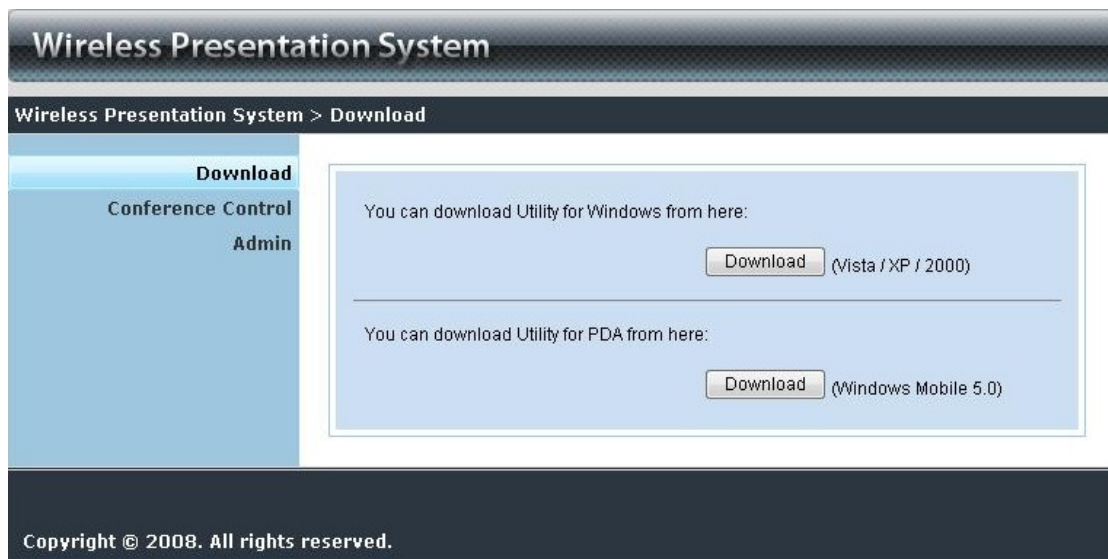 Wireless Presentation System
Wireless Presentation System > Download
Download
Conference Control
Admin
You can download Utility for Windows from here:
Download (Vista / XP / 2000)
You can download Utility for PDA from here:
Download (Windows Mobile 5.0)
Copyright © 2008. All rights reserved.